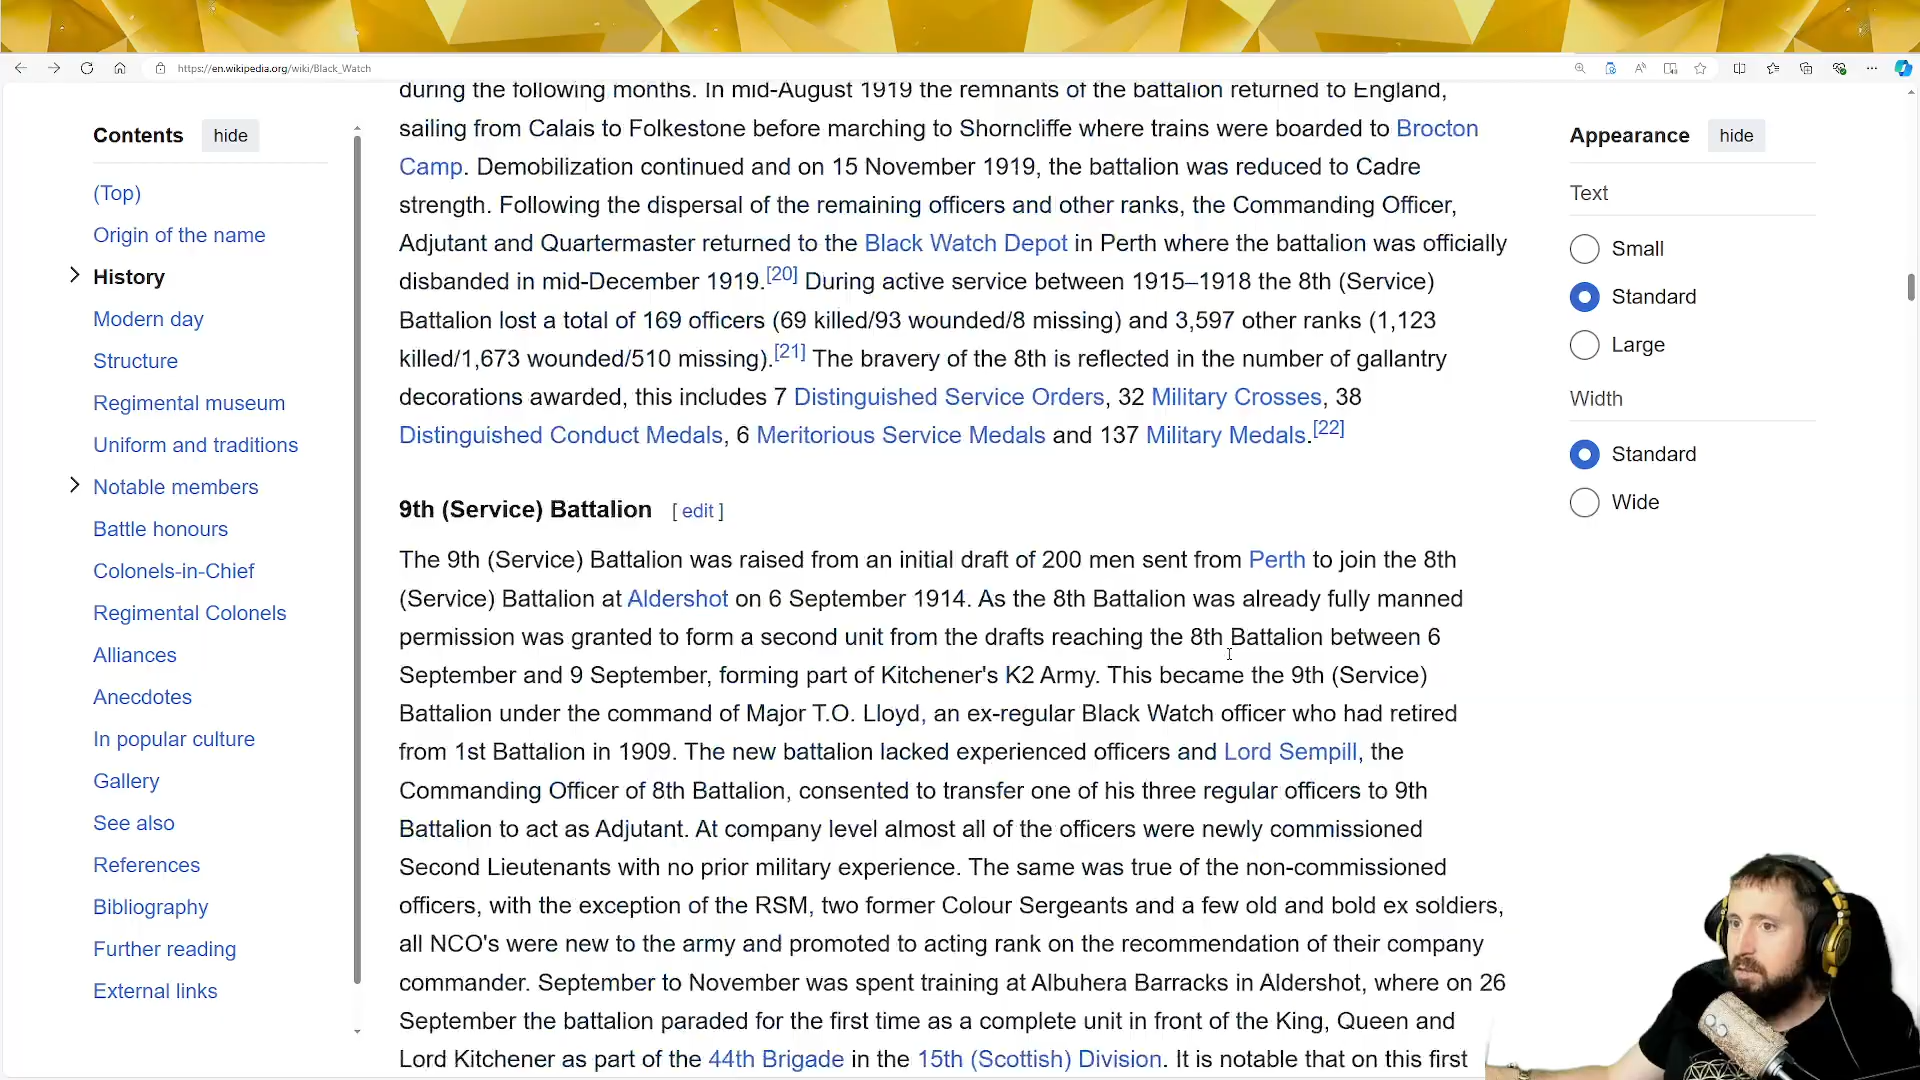 https://en.wikipedia.org/wiki/Black_Watch
Contents hide
(Top)
Origin of the name
History
Modern day
Structure
Regimental museum
Uniform and traditions
Notable members
Battle honours
Colonels-in-Chief
Regimental Colonels
Alliances
Anecdotes
In popular culture
Gallery
See also
References
Bibliography
Further reading
External links
during the following months. In mid-August 1919 the remnants of the battalion returned to England,
sailing from Calais to Folkestone before marching to Shorncliffe where trains were boarded to Brocton
Camp. Demobilization continued and on 15 November 1919, the battalion was reduced to Cadre
strength. Following the dispersal of the remaining officers and other ranks, the Commanding Officer,
Adjutant and Quartermaster returned to the Black Watch Depot in Perth where the battalion was officially
disbanded in mid-December 1919.[20] During active service between 1915–1918 the 8th (Service)
Battalion lost a total of 169 officers (69 killed/93 wounded/8 missing) and 3,597 other ranks (1,123
killed/1,673 wounded/510 missing).[21] The bravery of the 8th is reflected in the number of gallantry
decorations awarded, this includes 7 Distinguished Service Orders, 32 Military Crosses, 38
Distinguished Conduct Medals, 6 Meritorious Service Medals and 137 Military Medals.[22]
9th (Service) Battalion [ edit ]
The 9th (Service) Battalion was raised from an initial draft of 200 men sent from Perth to join the 8th
(Service) Battalion at Aldershot on 6 September 1914. As the 8th Battalion was already fully manned
permission was granted to form a second unit from the drafts reaching the 8th Battalion between 6
September and 9 September, forming part of Kitchener's K2 Army. This became the 9th (Service)
Battalion under the command of Major T.O. Lloyd, an ex-regular Black Watch officer who had retired
from 1st Battalion in 1909. The new battalion lacked experienced officers and Lord Sempill, the
Commanding Officer of 8th Battalion, consented to transfer one of his three regular officers to 9th
Battalion to act as Adjutant. At company level almost all of the officers were newly commissioned
Second Lieutenants with no prior military experience. The same was true of the non-commissioned
officers, with the exception of the RSM, two former Colour Sergeants and a few old and bold ex soldiers,
all NCO's were new to the army and promoted to acting rank on the recommendation of their company
commander. September to November was spent training at Albuhera Barracks in Aldershot, where on 26
September the battalion paraded for the first time as a complete unit in front of the King, Queen and
Lord Kitchener as part of the 44th Brigade in the 15th (Scottish) Division. It is notable that on this first
Appearance hide
Text
Small
Standard
Large
Width
Standard
Wide